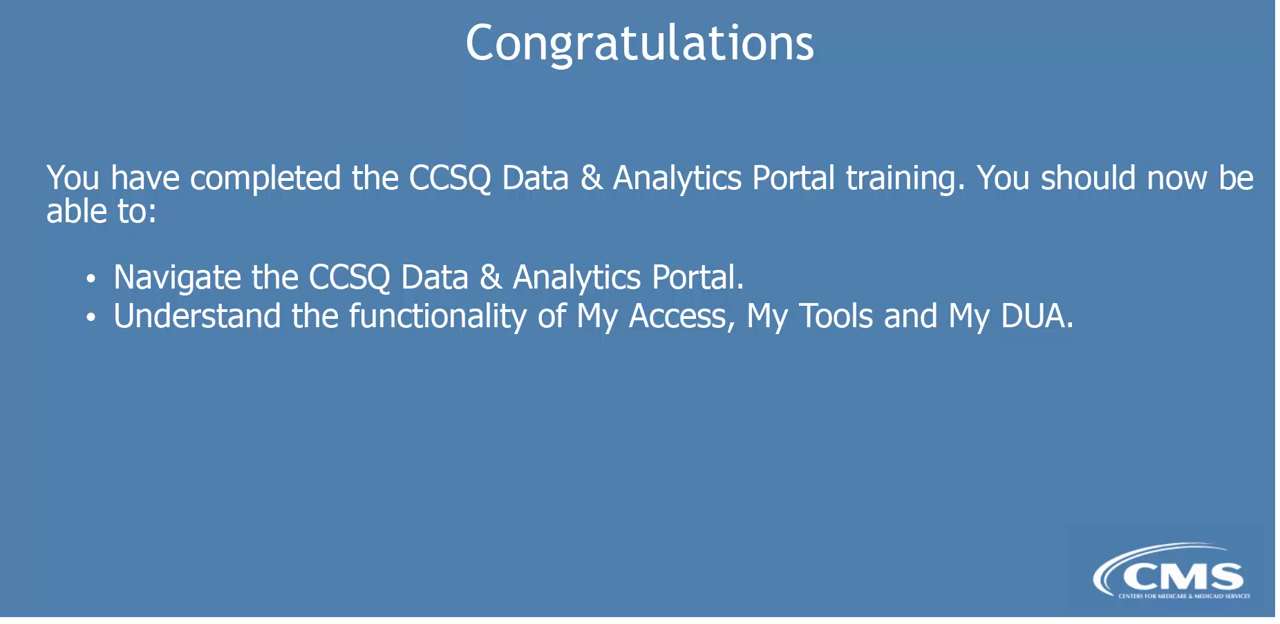 Congratulations
You have completed the CCSQ Data & Analytics Portal training. You should now be
able to:
• Navigate the CCSQ Data & Analytics Portal.
• Understand the functionality of My Access, My Tools and My DUA.
CMS
CENTERS FOR MEDICARE & MEDICAID SERVICES